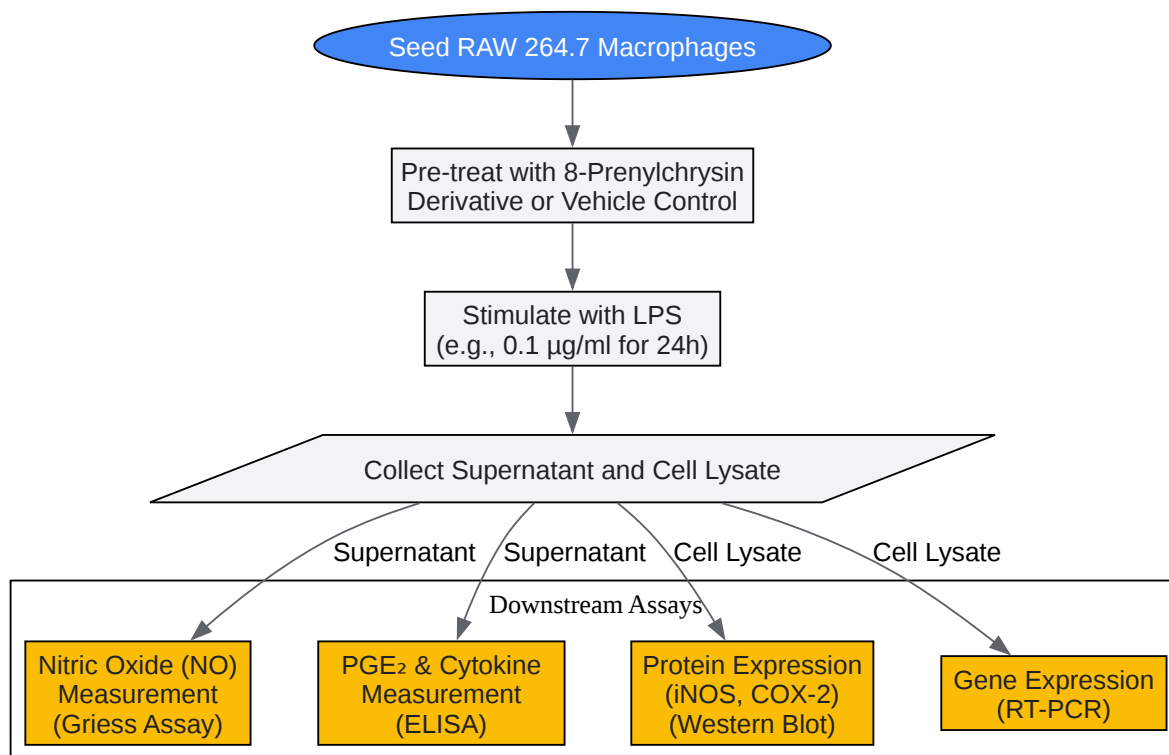 Seed RAW 264.7 Macrophages
Pre-treat with 8-Prenylchrysin
Derivative or Vehicle Control
Stimulate with LPS
(e.g., 0.1 µg/ml for 24h)
Collect Supernatant and Cell Lysate
Supernatant
Supernatant
Cell Lysate
Cell Lysate
Downstream Assays
Nitric Oxide (NO)
Measurement
(Griess Assay)
PGE₂ & Cytokine
Measurement
(ELISA)
Protein Expression
(iNOS, COX-2)
(Western Blot)
Gene Expression
(RT-PCR)